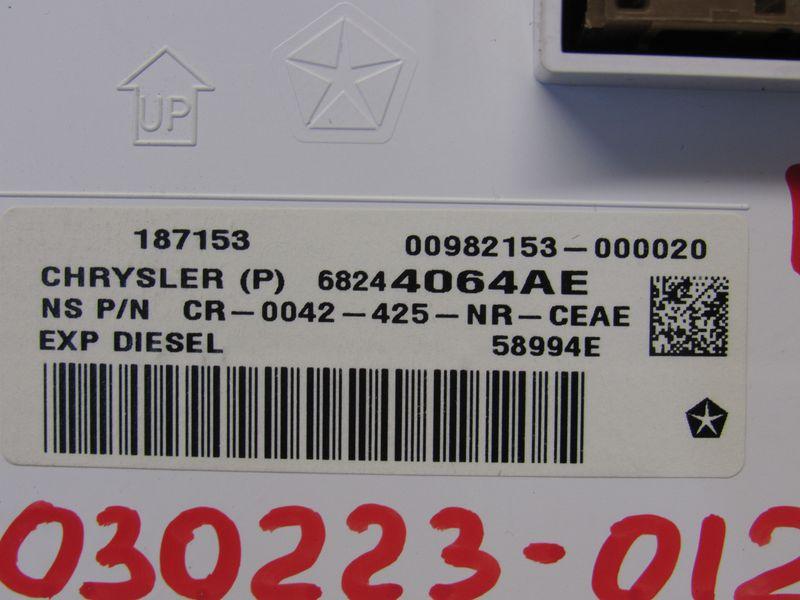 UP
187153 00982153-000020
CHRYSLER (P) 68244064AE
NS P/N CR-0042-425-NR-CEAE
EXP DIESEL 58994E
030223-012